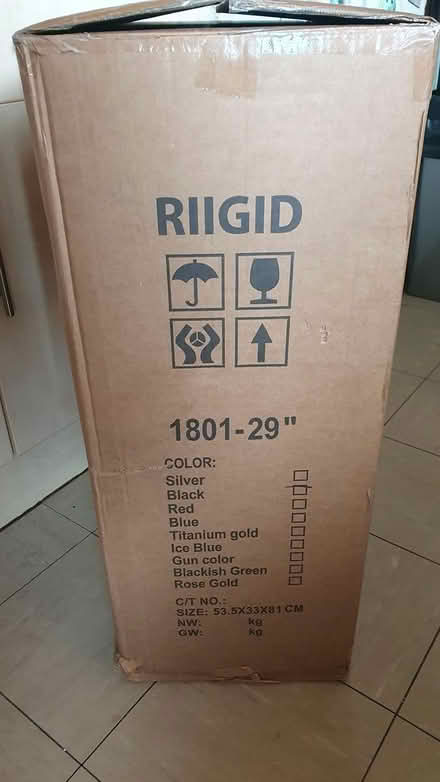 RIIGID
1801-29"
COLOR:
Silver
Black
Red
Blue
Titanium gold
Ice Blue
Gun color
Blackish Green
Rose Gold
C/T NO.:
SIZE: 53.5X33X81 CM
NW: kg
GW: kg